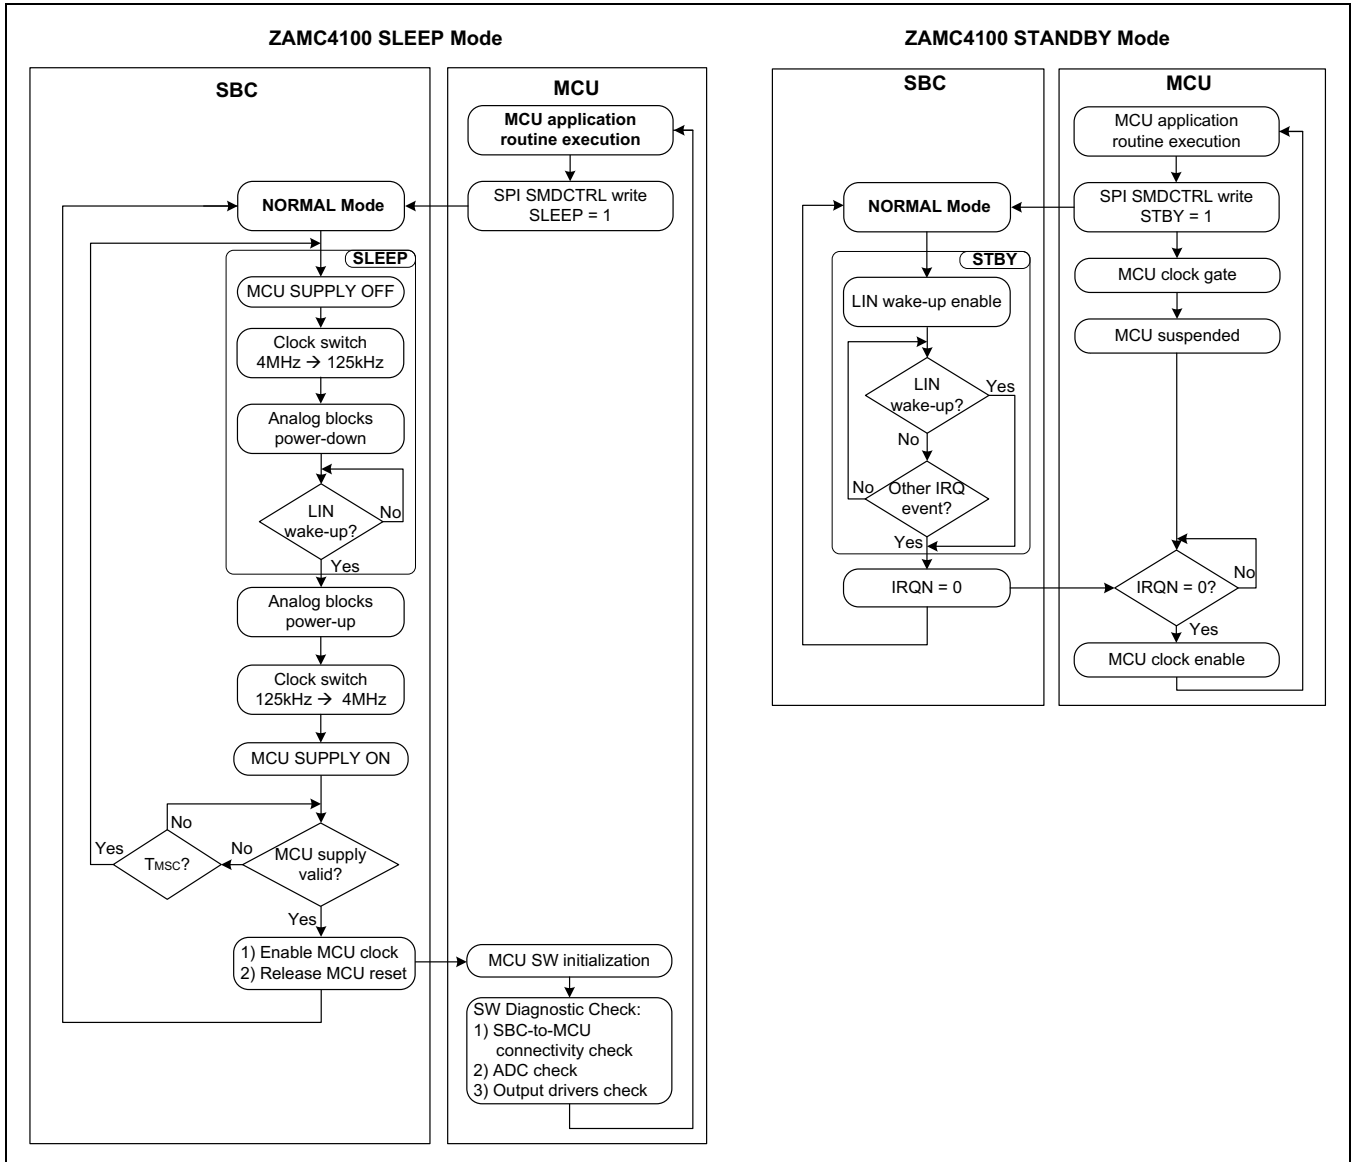 ZAMC4100 SLEEP Mode
SBC
MCU
MCU application
routine execution
SPI SMDCTRL write
SLEEP = 1
NORMAL Mode
SLEEP
MCU SUPPLY OFF
Clock switch
4MHz → 125kHz
Analog blocks
power-down
LIN
wake-up?
No
Yes
Analog blocks
power-up
Clock switch
125kHz → 4MHz
MCU SUPPLY ON
No
Yes
TMSC?
No
MCU supply
valid?
Yes
1) Enable MCU clock
2) Release MCU reset
MCU SW initialization
SW Diagnostic Check:
1) SBC-to-MCU
connectivity check
2) ADC check
3) Output drivers check
ZAMC4100 STANDBY Mode
SBC
MCU
MCU application
routine execution
SPI SMDCTRL write
STBY = 1
NORMAL Mode
STBY
MCU clock gate
LIN wake-up enable
MCU suspended
LIN
wake-up?
Yes
No
Other IRQ
event?
No
Yes
IRQN = 0
IRQN = 0?
No
Yes
MCU clock enable